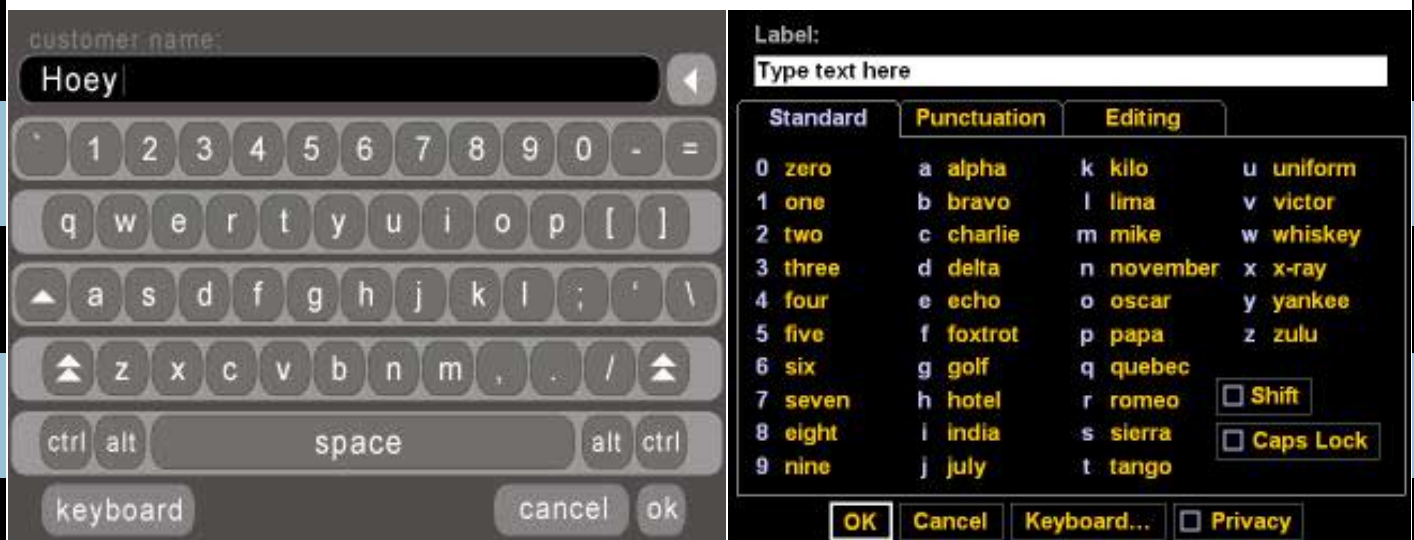 customer name:
Hoey
` 1 2 3 4 5 6 7 8 9 0 - =
q w e r t y u i o p [ ]
a s d f g h j k l ; ' \
z x c v b n m , . /
ctrl alt space alt ctrl
keyboard cancel ok
Label:
Type text here
Standard Punctuation Editing
0 zero a alpha k kilo u uniform
1 one b bravo l lima v victor
2 two c charlie m mike w whiskey
3 three d delta n november x x-ray
4 four e echo o oscar y yankee
5 five f foxtrot p papa z zulu
6 six g golf q quebec
7 seven h hotel r romeo Shift
8 eight i india s sierra Caps Lock
9 nine j july t tango
OK Cancel Keyboard... Privacy